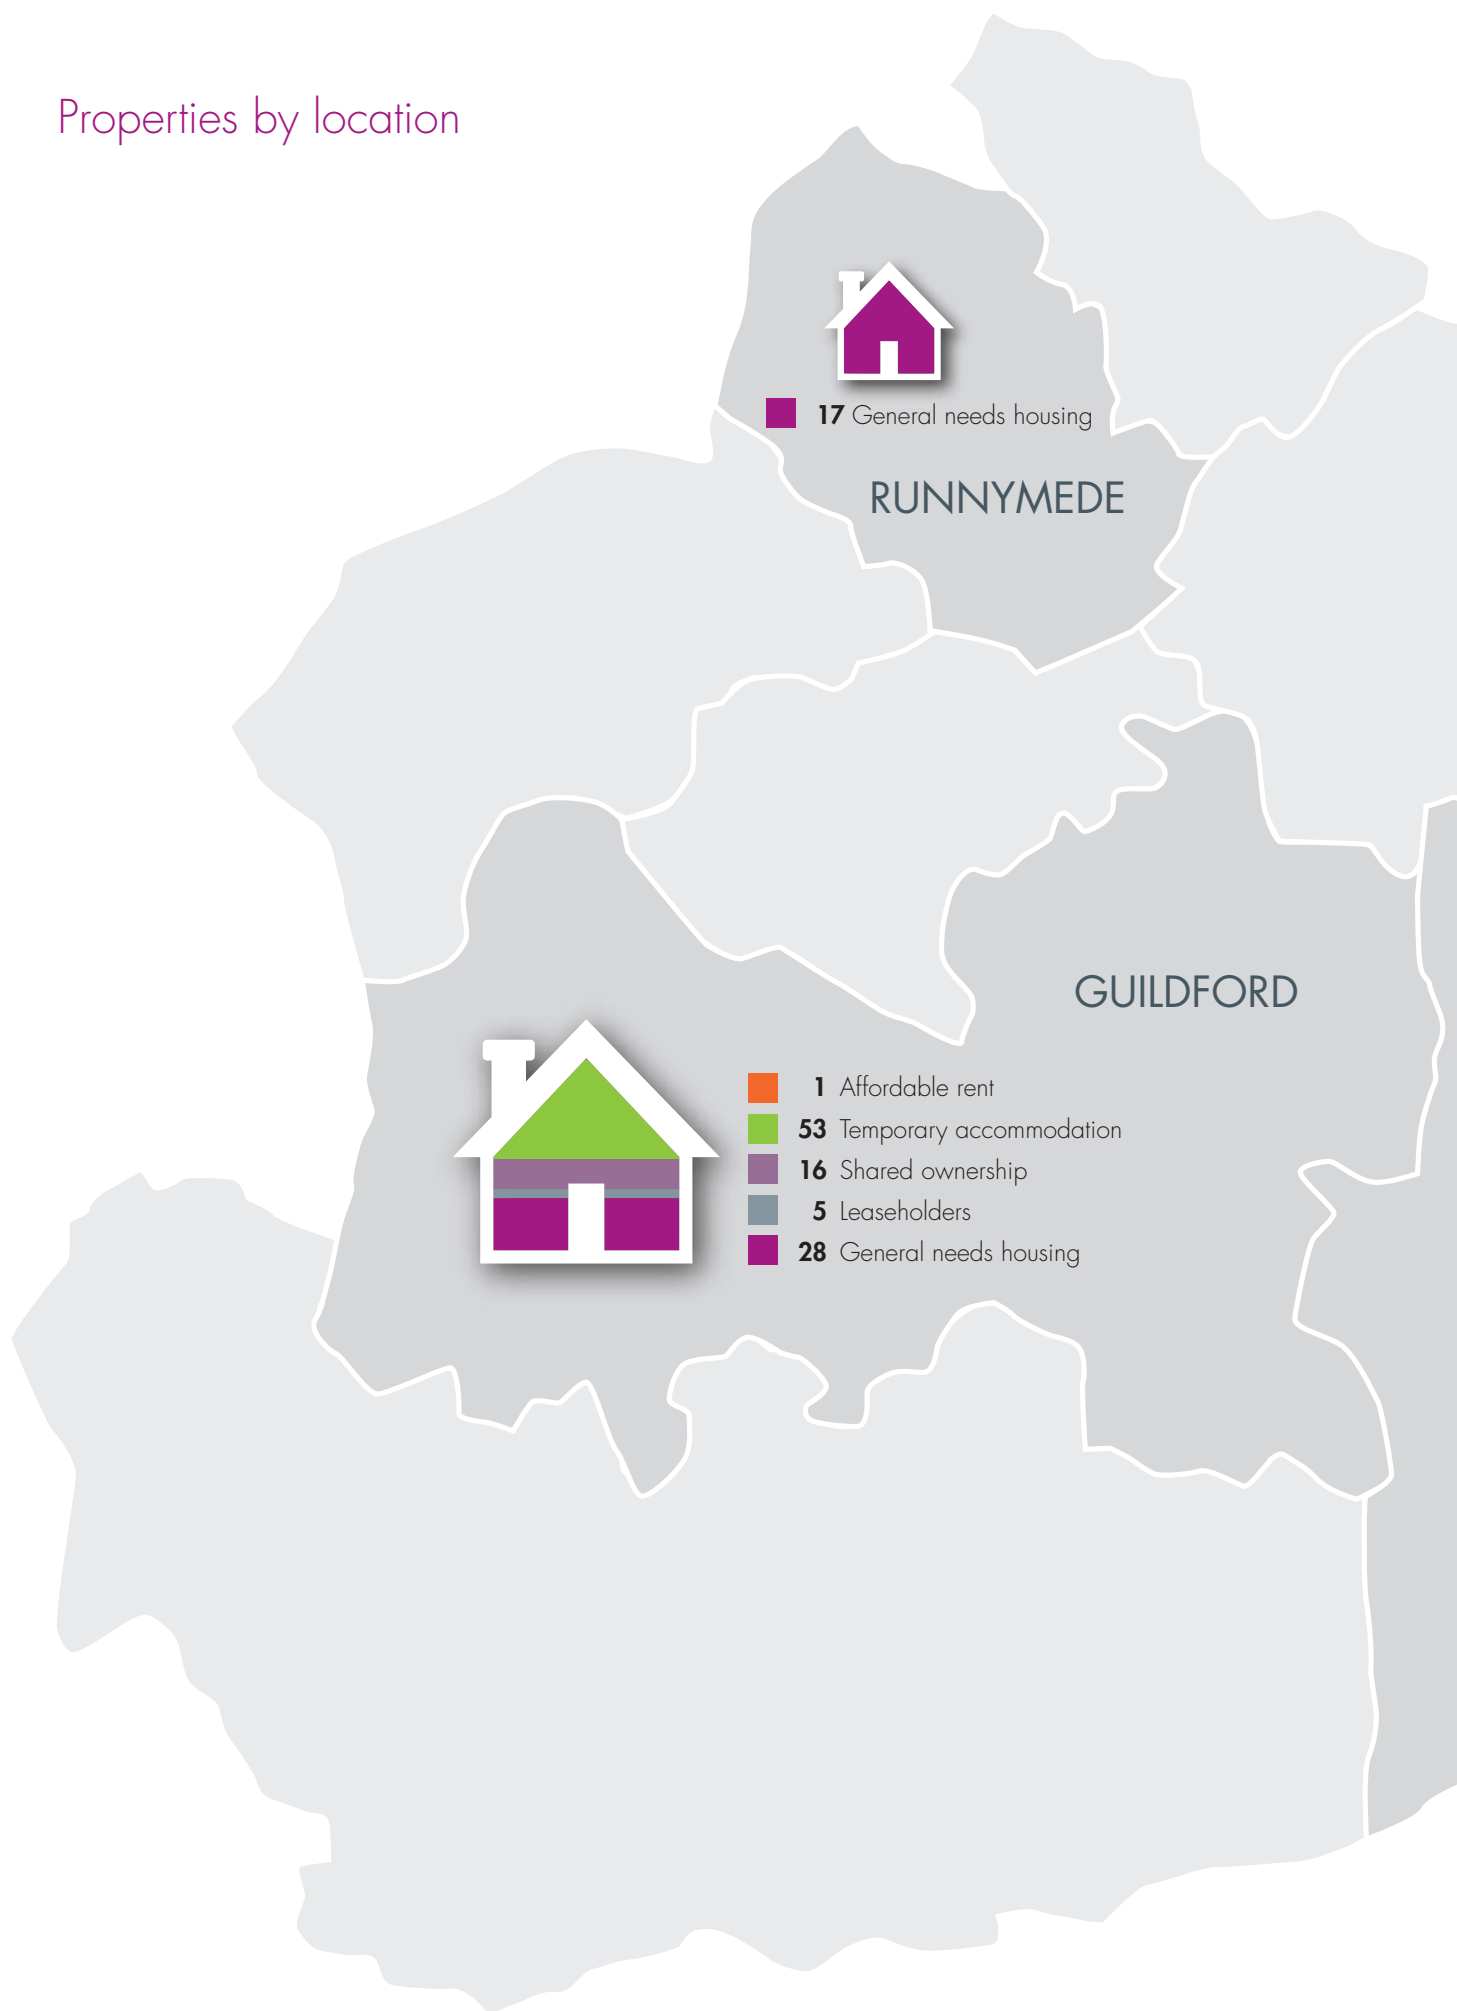 Properties by location
17 General needs housing
RUNNYMEDE
GUILDFORD
1 Affordable rent
53 Temporary accommodation
16 Shared ownership
5 Leaseholders
28 General needs housing